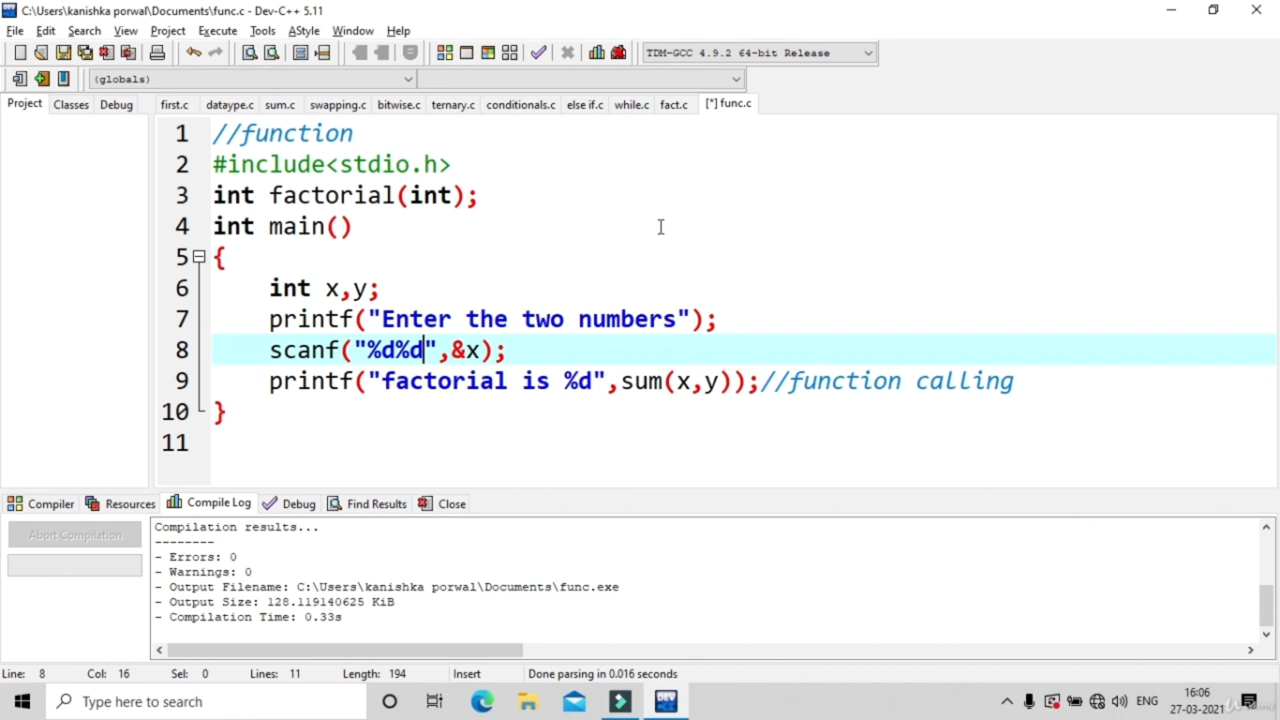 C:\Users\kanishka porwal\Documents\func.c - Dev-C++ 5.11
File Edit Search View Project Execute Tools AStyle Window Help
TDM-GCC 4.9.2 64-bit Release
(globals)
Project Classes Debug
first.c dataype.c sum.c swapping.c bitwise.c ternary.c conditionals.c else if.c while.c fact.c [*] func.c
1 //function
2 #include<stdio.h>
3 int factorial(int);
4 int main()
5 {
6 int x,y;
7 printf("Enter the two numbers");
8 scanf("%d%d",&x);
9 printf("factorial is %d",sum(x,y));//function calling
10 }
11
Compiler Resources Compile Log Debug Find Results Close
Abort Compilation
Compilation results...
--------
- Errors: 0
- Warnings: 0
- Output Filename: C:\Users\kanishka porwal\Documents\func.exe
- Output Size: 128.119140625 KiB
- Compilation Time: 0.33s
Line: 8 Col: 16 Sel: 0 Lines: 11 Length: 194 Insert Done parsing in 0.016 seconds
Type here to search
DEV
ENG
16:06
27-03-2021